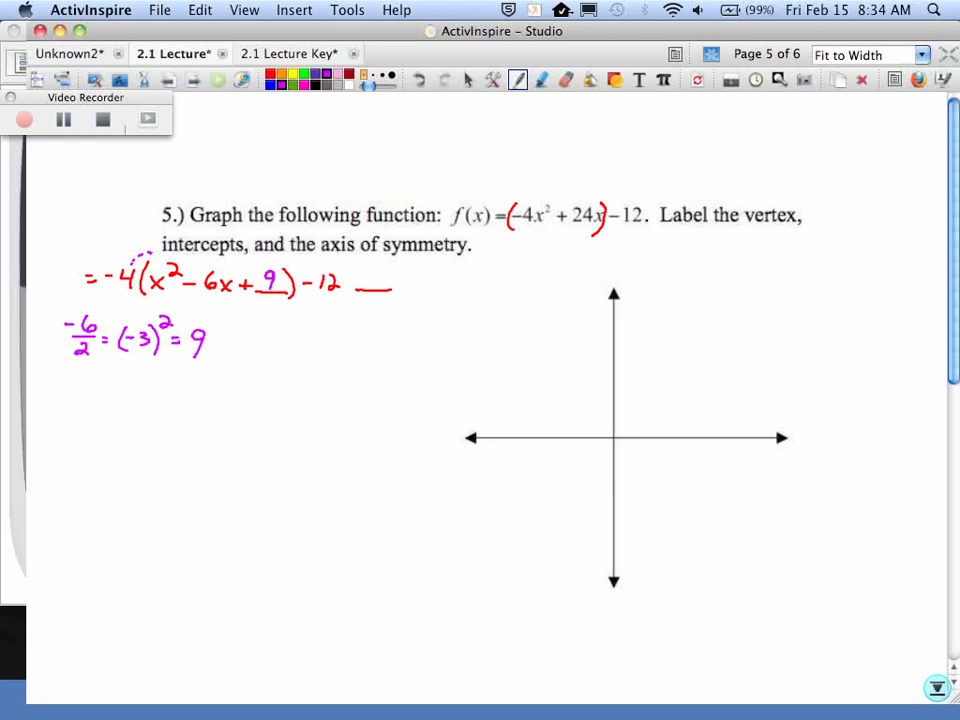 ActivInspire File Edit View Insert Tools Help (99%) Fri Feb 15 8:34 AM
ActivInspire – Studio
Unknown2* 2.1 Lecture* 2.1 Lecture Key* Page 5 of 6 Fit to Width
Video Recorder
5.) Graph the following function: f(x) = (−4x² + 24x) − 12. Label the vertex,
intercepts, and the axis of symmetry.
= -4(x² - 6x + 9) - 12 __
-6/2 = (-3)² = 9